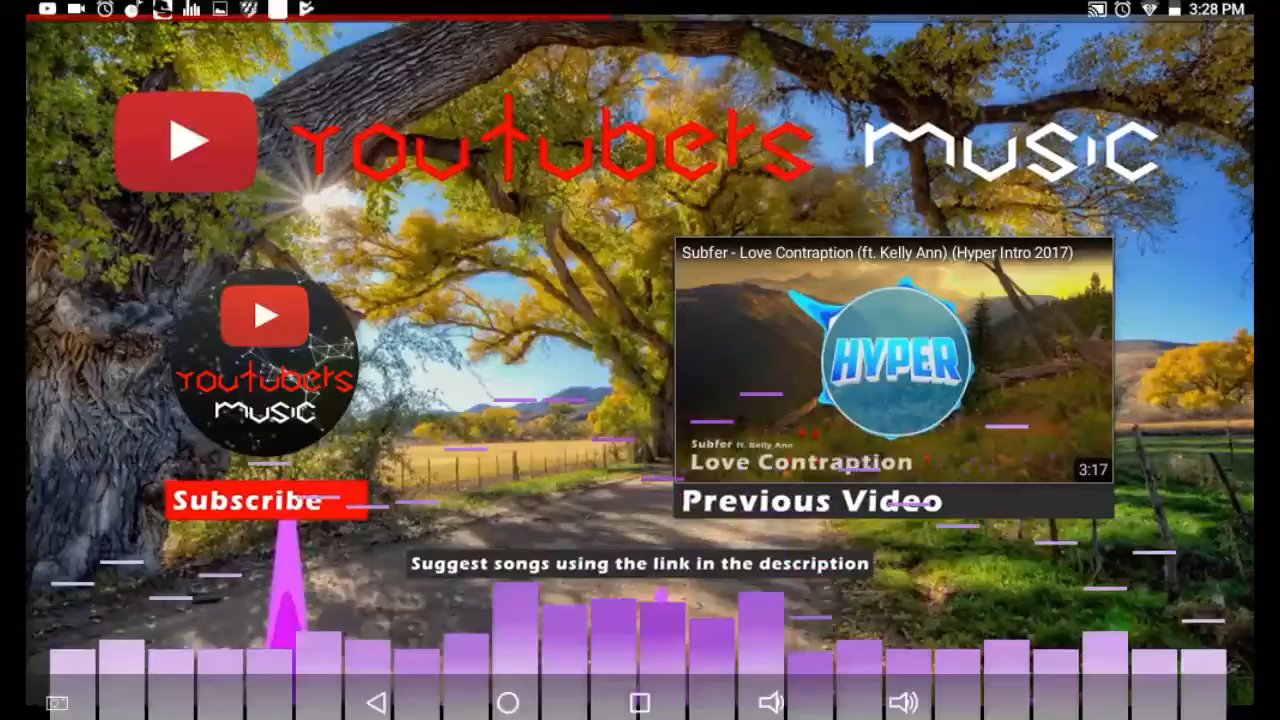 3:28 PM
Youtubers music
Subfer - Love Contraption (ft. Kelly Ann) (Hyper Intro 2017)
HYPER
Youtubers
music
Subfer ft. Kelly Ann
Love Contraption
3:17
Subscribe
Previous Video
Suggest songs using the link in the description